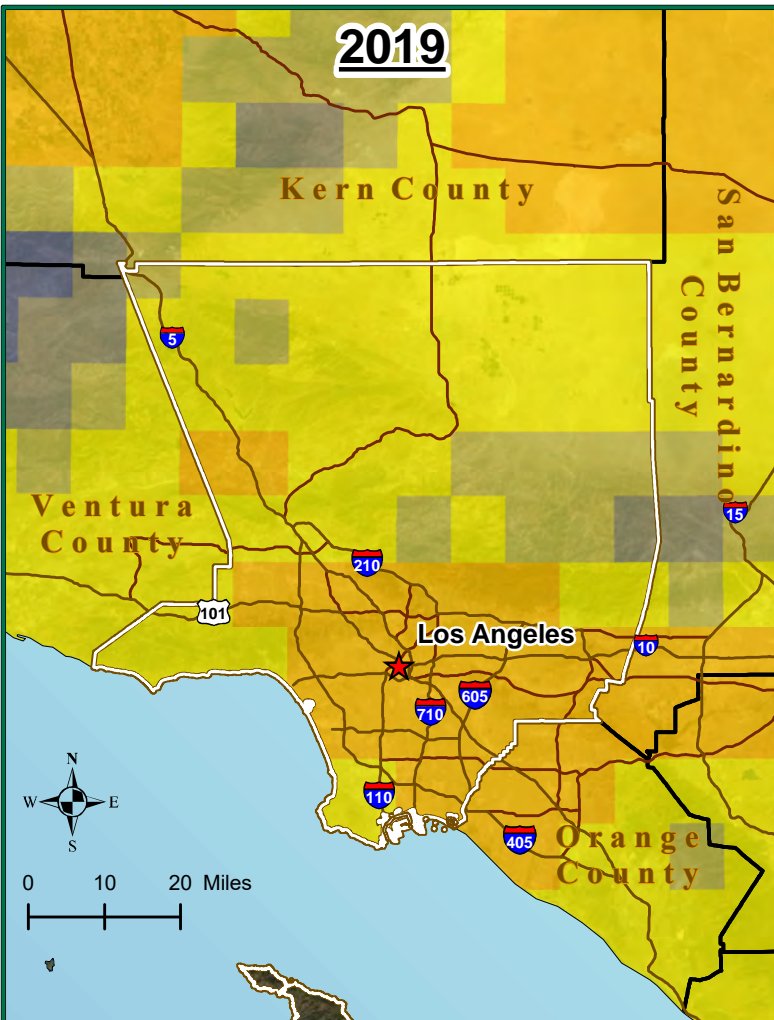 2019
Kern County
San Bernardino
County
5
Ventura
County
15
210
101
Los Angeles
10
605
710
N
W E
S
110
405
Orange
County
0 10 20 Miles